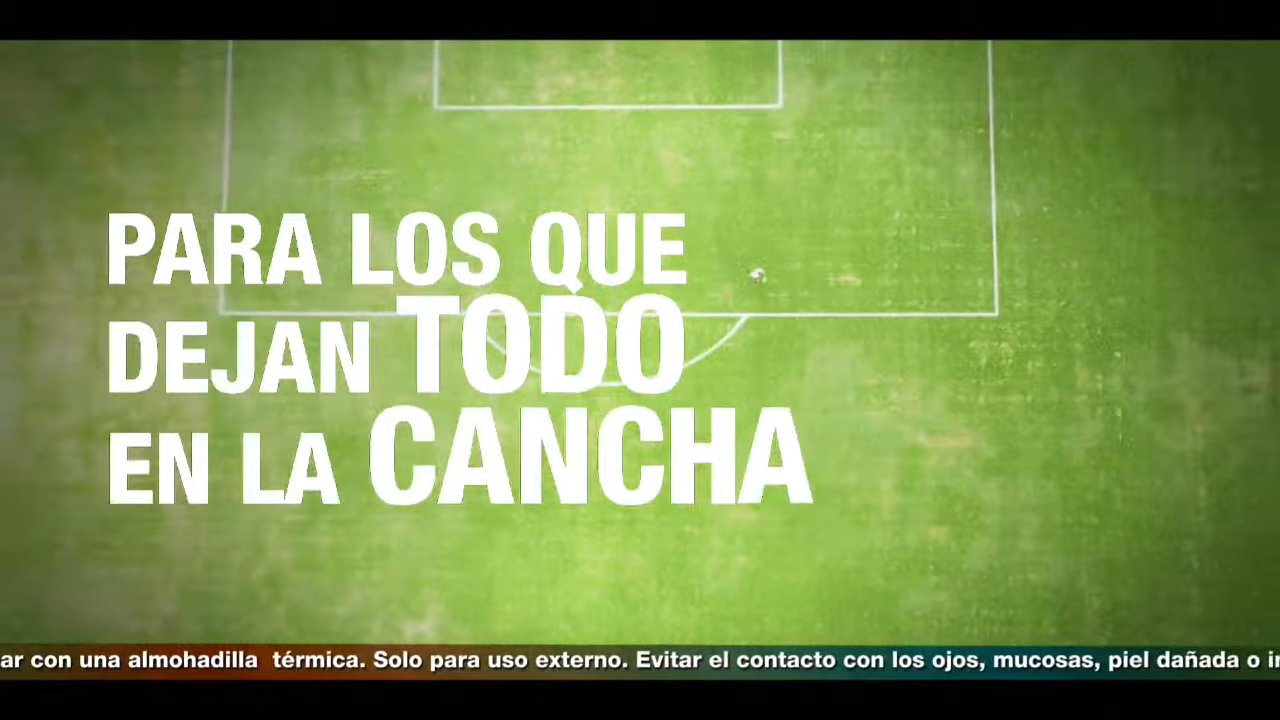 PARA LOS QUE
DEJAN TODO
EN LA CANCHA
con una almohadilla térmica. Solo para uso externo. Evitar el contacto con los ojos, mucosas, piel dañada o